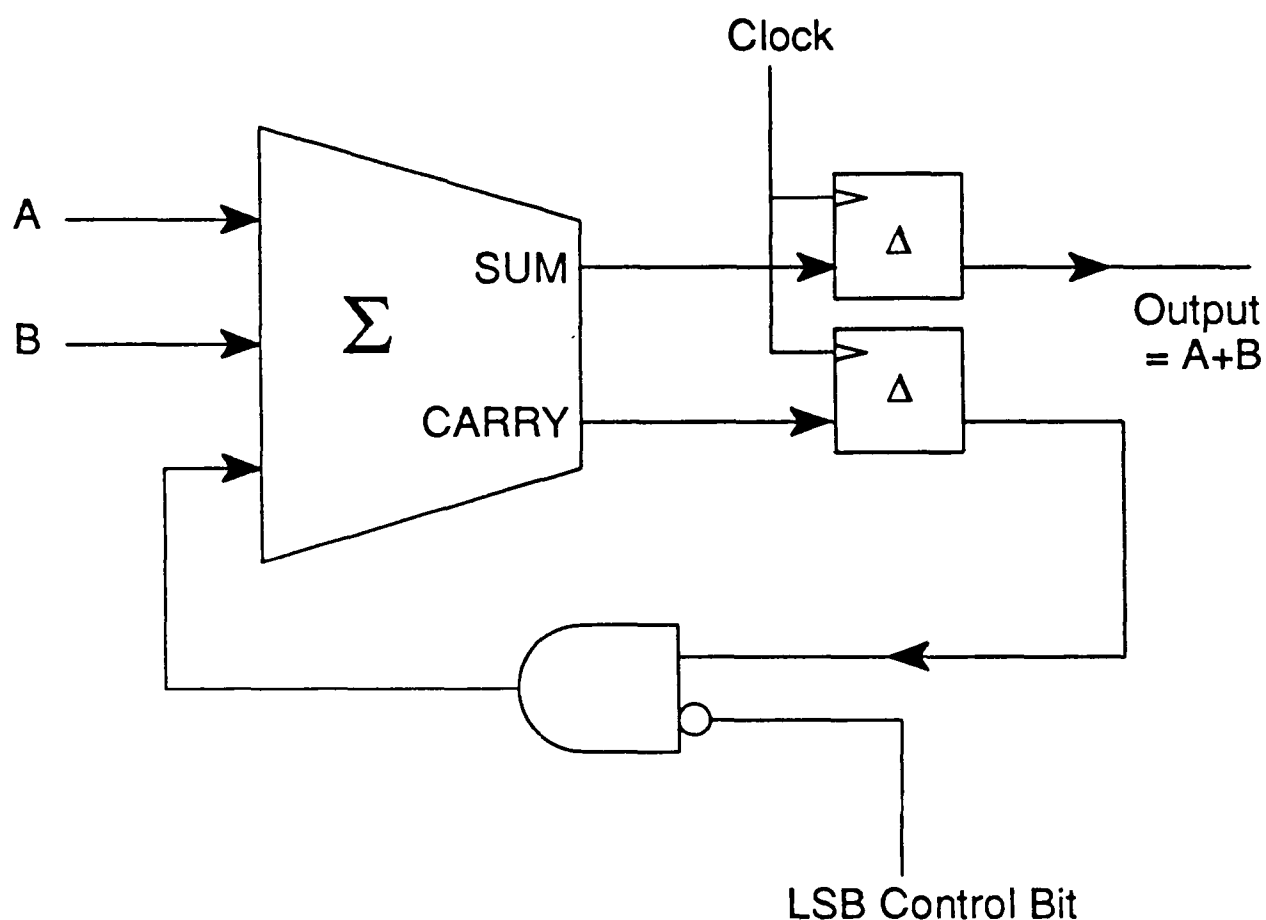 Clock
A
Δ
SUM
Σ
Output
= A+B
B
Δ
CARRY
LSB Control Bit